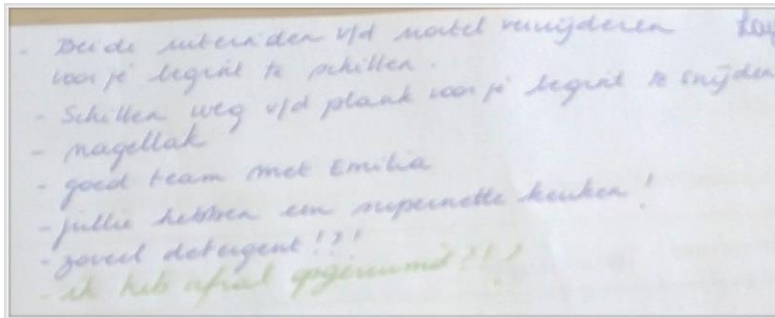 - Beide uiteinden v/d wortel verwijderen
voor je begint te schillen.
- Schillen weg v/d plank voor je begint te snijden
- nagellak
- goed team met Emilia
- jullie hebben een supernette keuken!
- zoveel detergent!?!
- ik heb afval opgeruimd?!?